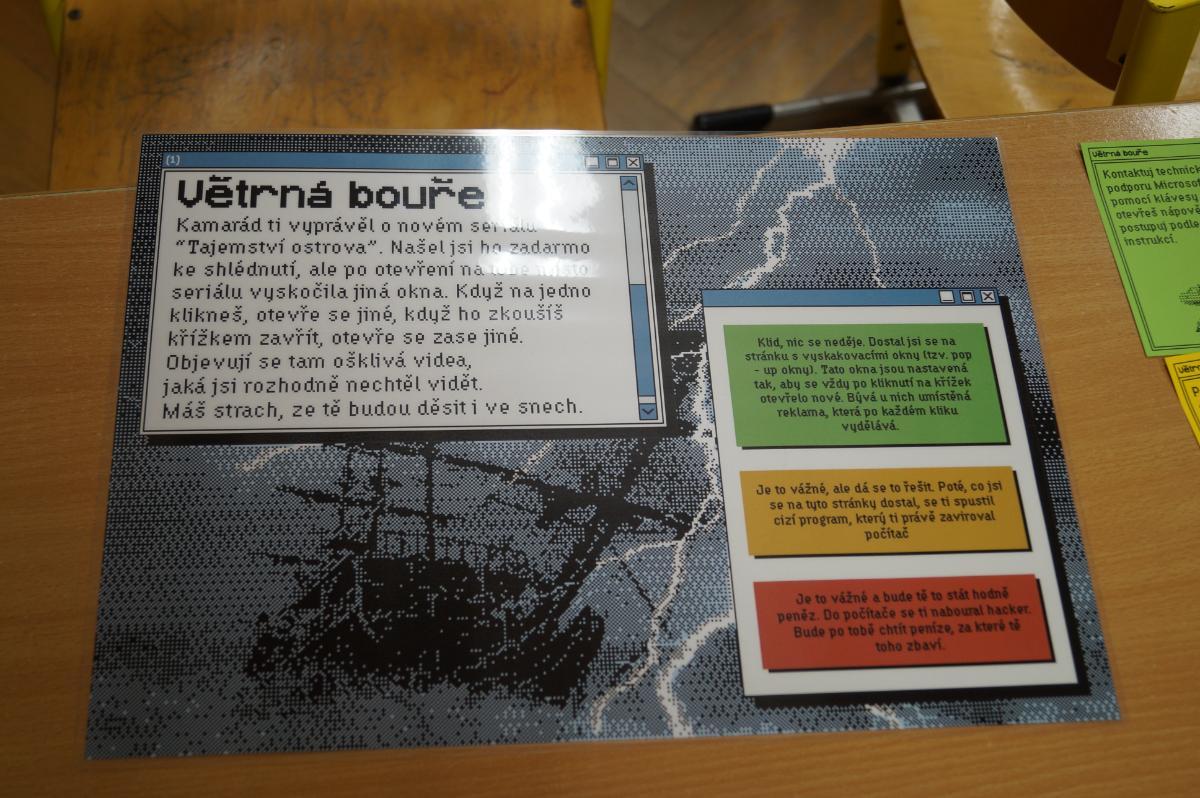 (1)
Větrná bouře
Kamarád ti vyprávěl o novém seriálu
“Tajemství ostrova”. Našel jsi ho zadarmo
ke shlédnutí, ale po otevření na tebe místo
seriálu vyskočila jiná okna. Když na jedno
klikneš, otevře se jiné, když ho zkoušíš
křížkem zavřít, otevře se zase jiné.
Objevují se tam ošklivá videa,
jaká jsi rozhodně nechtěl vidět.
Máš strach, ze tě budou děsit i ve snech.
Klid, nic se neděje. Dostal jsi se na
stránku s vyskakovacími okny (tzv. pop
- up okny). Tato okna jsou nastavená
tak, aby se vždy po kliknutí na křížek
otevřelo nové. Bývá u nich umístěná
reklama, která po každém kliku
vydělává.
Je to vážné, ale dá se to řešit. Poté, co jsi
se na tyto stránky dostal, se ti spustil
cizí program, který ti právě zaviroval
počítač
Je to vážné a bude tě to stát hodně
peněz. Do počítače se ti naboural hacker.
Bude po tobě chtít peníze, za které tě
toho zbaví.
Větrná bouře
Kontaktuj technick
podporu Microsof
pomocí klávesy
otevřeš nápově
postupuj podle
instrukcí.